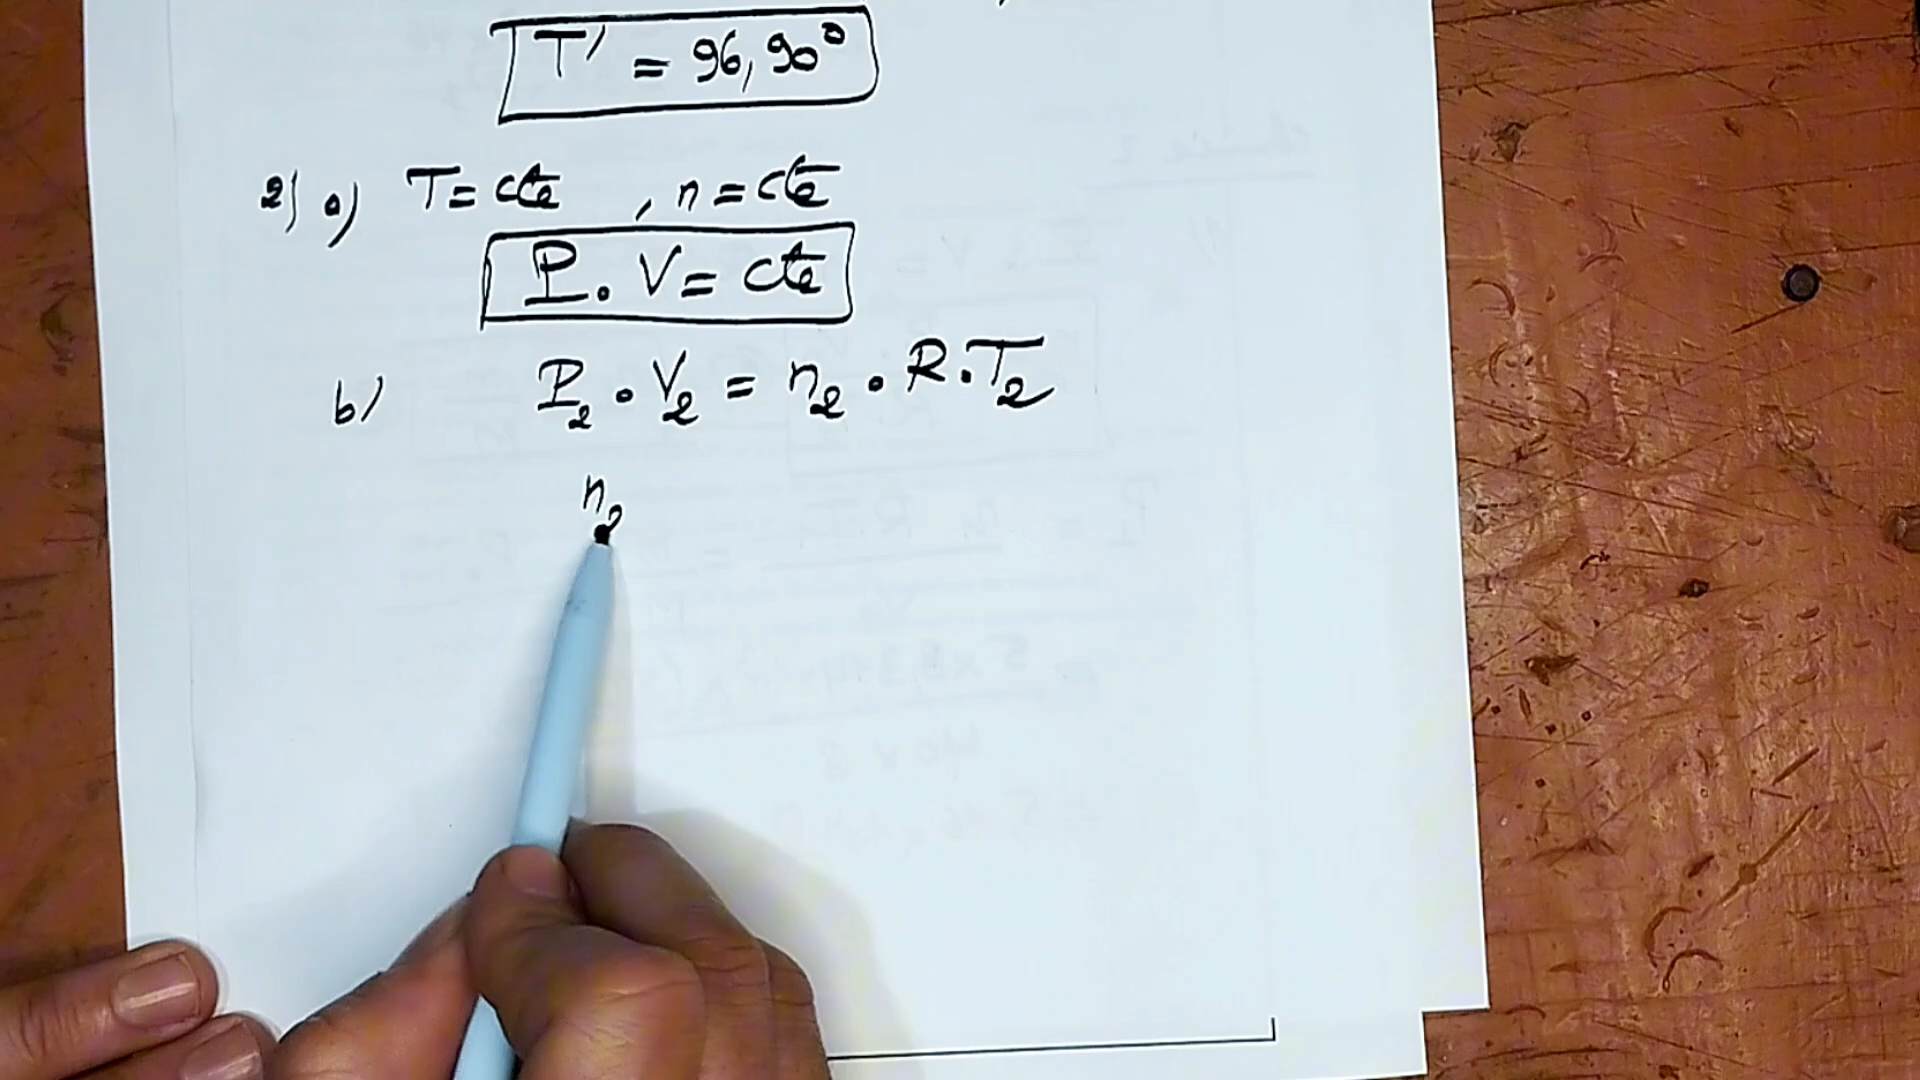 T' = 96,90°
2) a) T = cte , n = cte
P . V = cte
b) P₂ . V₂ = n₂ . R . T₂
n₂